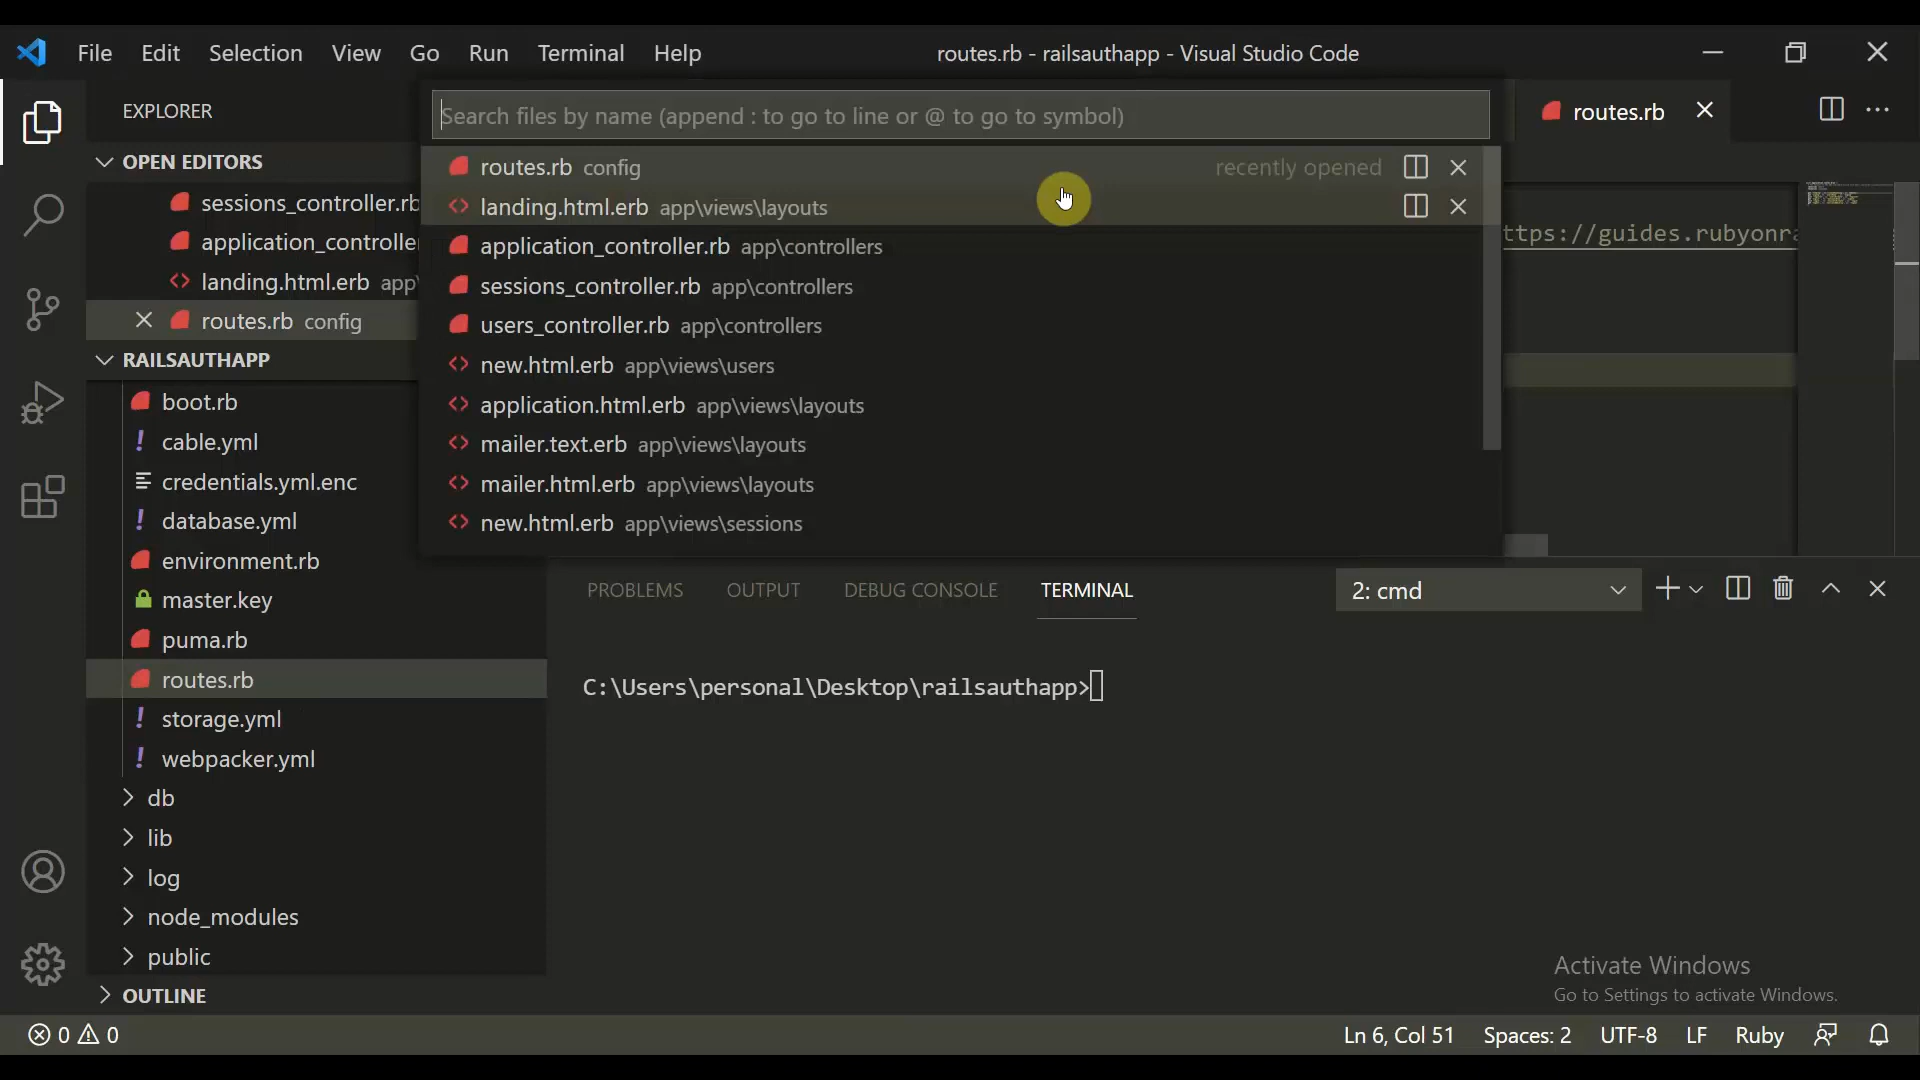 File Edit Selection View Go Run Terminal Help routes.rb - railsauthapp - Visual Studio Code
EXPLORER
OPEN EDITORS
sessions_controller.rb
application_controlle
landing.html.erb app\
routes.rb config
RAILSAUTHAPP
boot.rb
cable.yml
credentials.yml.enc
database.yml
environment.rb
master.key
puma.rb
routes.rb
storage.yml
webpacker.yml
db
lib
log
node_modules
public
OUTLINE
Search files by name (append : to go to line or @ to go to symbol)
routes.rb config recently opened
landing.html.erb app\views\layouts
application_controller.rb app\controllers
sessions_controller.rb app\controllers
users_controller.rb app\controllers
new.html.erb app\views\users
application.html.erb app\views\layouts
mailer.text.erb app\views\layouts
mailer.html.erb app\views\layouts
new.html.erb app\views\sessions
routes.rb
ttps://guides.rubyonra
PROBLEMS OUTPUT DEBUG CONSOLE TERMINAL 2: cmd
C:\Users\personal\Desktop\railsauthapp>
Activate Windows
Go to Settings to activate Windows.
0 0 Ln 6, Col 51 Spaces: 2 UTF-8 LF Ruby